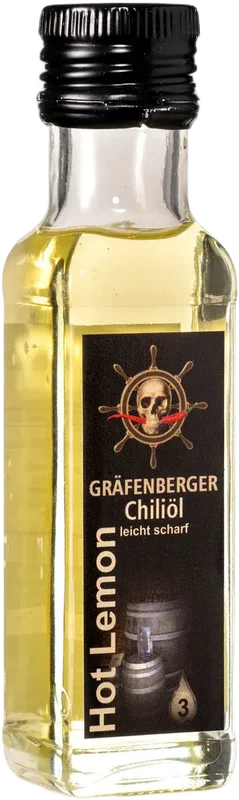 GRÄFENBERGER
Chiliöl
leicht scharf
Hot Lemon
3